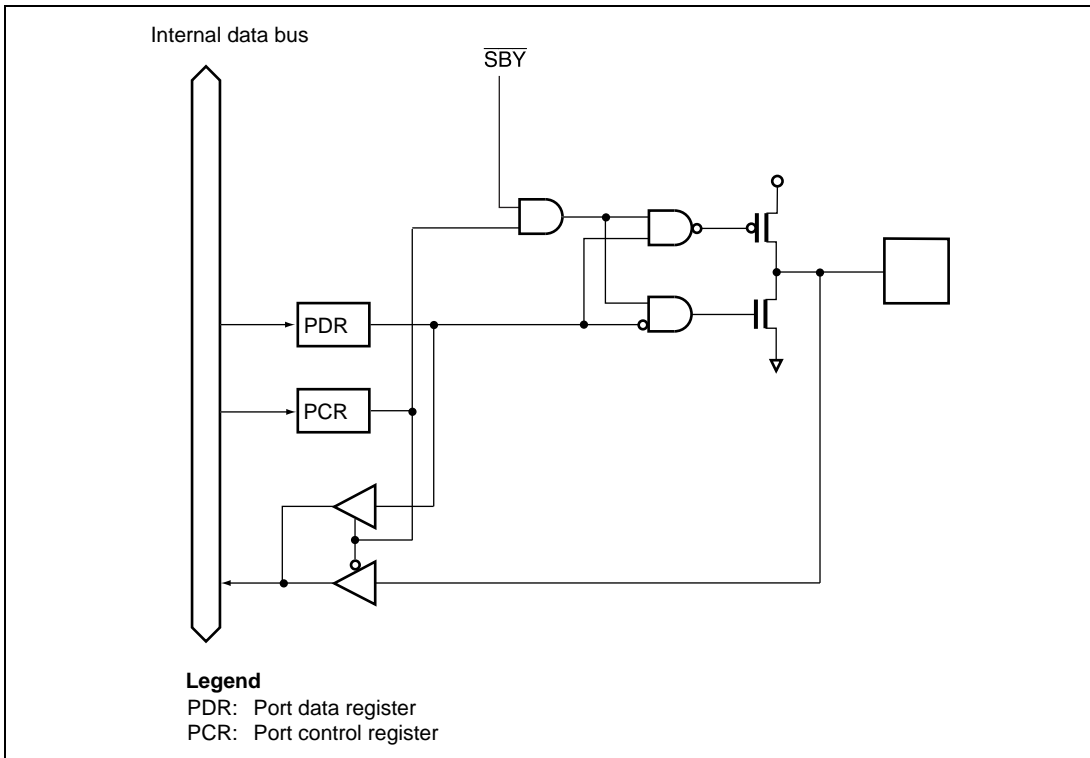 Internal data bus
SBY
PDR
PCR
Legend
PDR: Port data register
PCR: Port control register